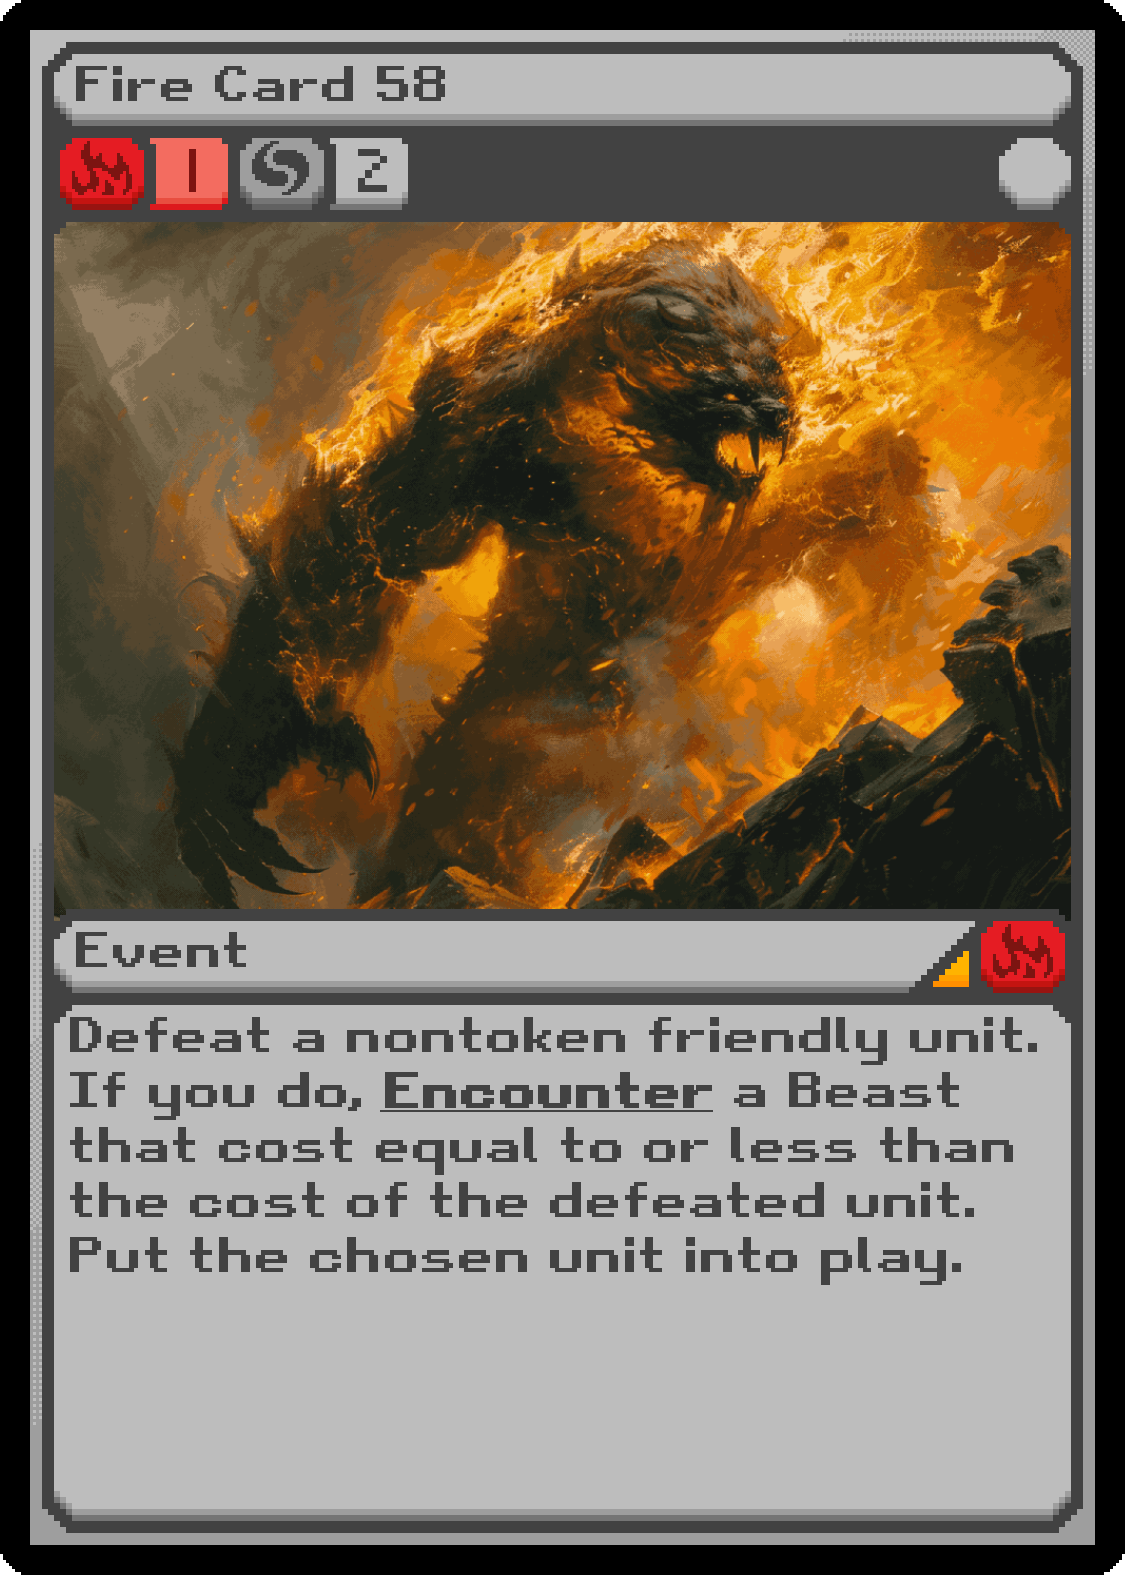 Fire Card 58
1 2
Event
Defeat a nontoken friendly unit.
If you do, Encounter a Beast
that cost equal to or less than
the cost of the defeated unit.
Put the chosen unit into play.